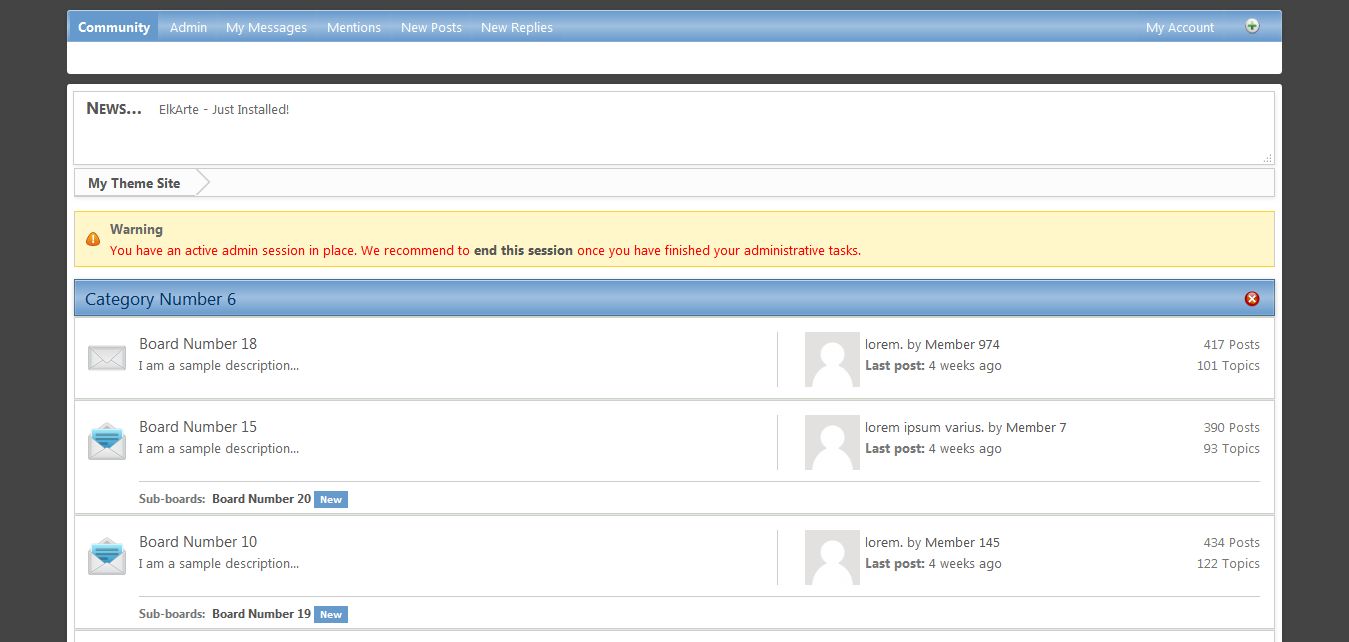 Community Admin My Messages Mentions New Posts New Replies My Account
News... ElkArte - Just Installed!
My Theme Site
Warning
You have an active admin session in place. We recommend to end this session once you have finished your administrative tasks.
Category Number 6
Board Number 18
I am a sample description...
lorem. by Member 974
Last post: 4 weeks ago
417 Posts
101 Topics
Board Number 15
I am a sample description...
lorem ipsum varius. by Member 7
Last post: 4 weeks ago
390 Posts
93 Topics
Sub-boards: Board Number 20 New
Board Number 10
I am a sample description...
lorem. by Member 145
Last post: 4 weeks ago
434 Posts
122 Topics
Sub-boards: Board Number 19 New